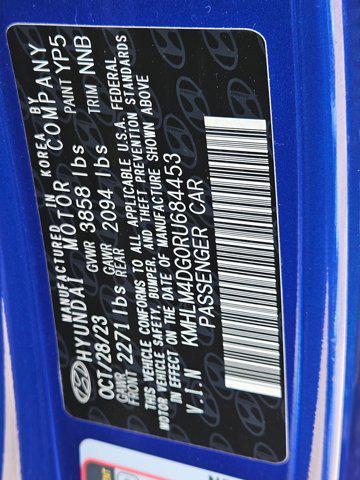 MANUFACTURED IN KOREA BY
HYUNDAI MOTOR COMPANY
OCT/28/23 GVWR 3858 lbs PAINT YP5
GAWR FRONT 2271 lbs GAWR REAR 2094 lbs TRIM NNB
THIS VEHICLE CONFORMS TO ALL APPLICABLE U.S.A. FEDERAL
MOTOR VEHICLE SAFETY, BUMPER, AND THEFT PREVENTION STANDARDS
IN EFFECT ON THE DATE OF MANUFACTURE SHOWN ABOVE
V.I.N KMHLM4DG0RU684453
PASSENGER CAR